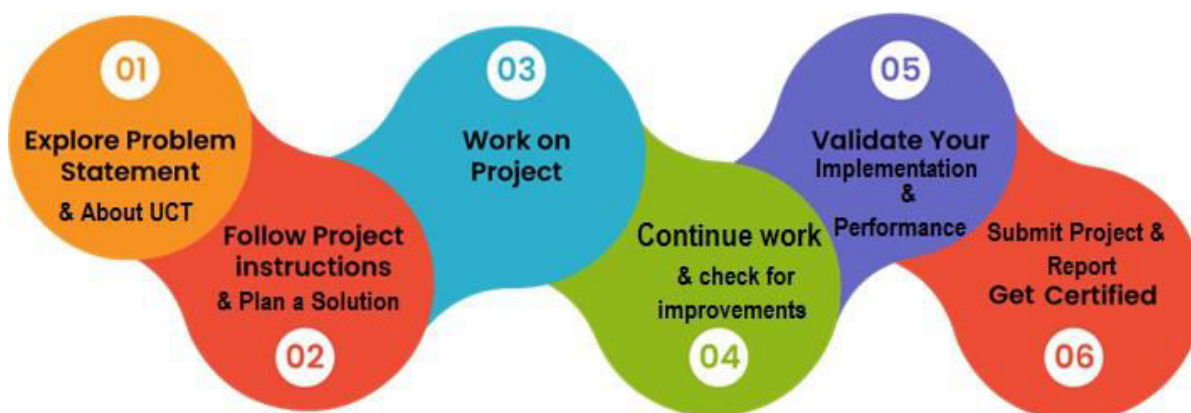 01
Explore Problem
Statement
& About UCT
Follow Project
instructions
& Plan a Solution
02
03
Work on
Project
Continue work
& check for
improvements
04
05
Validate Your
Implementation
&
Performance
Submit Project &
Report
Get Certified
06